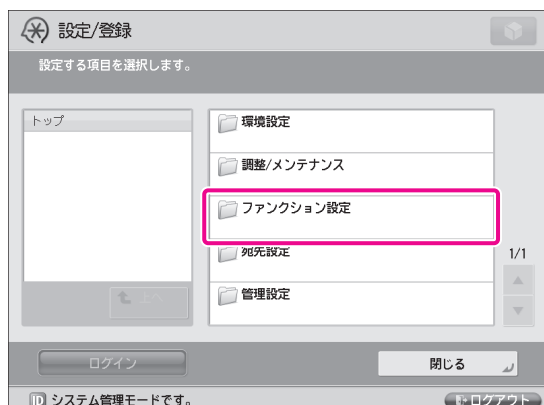 設定/登録
設定する項目を選択します。
トップ
環境設定
調整/メンテナンス
ファンクション設定
宛先設定
1/1
管理設定
上へ
ログイン
閉じる
ID システム管理モードです。
ログアウト